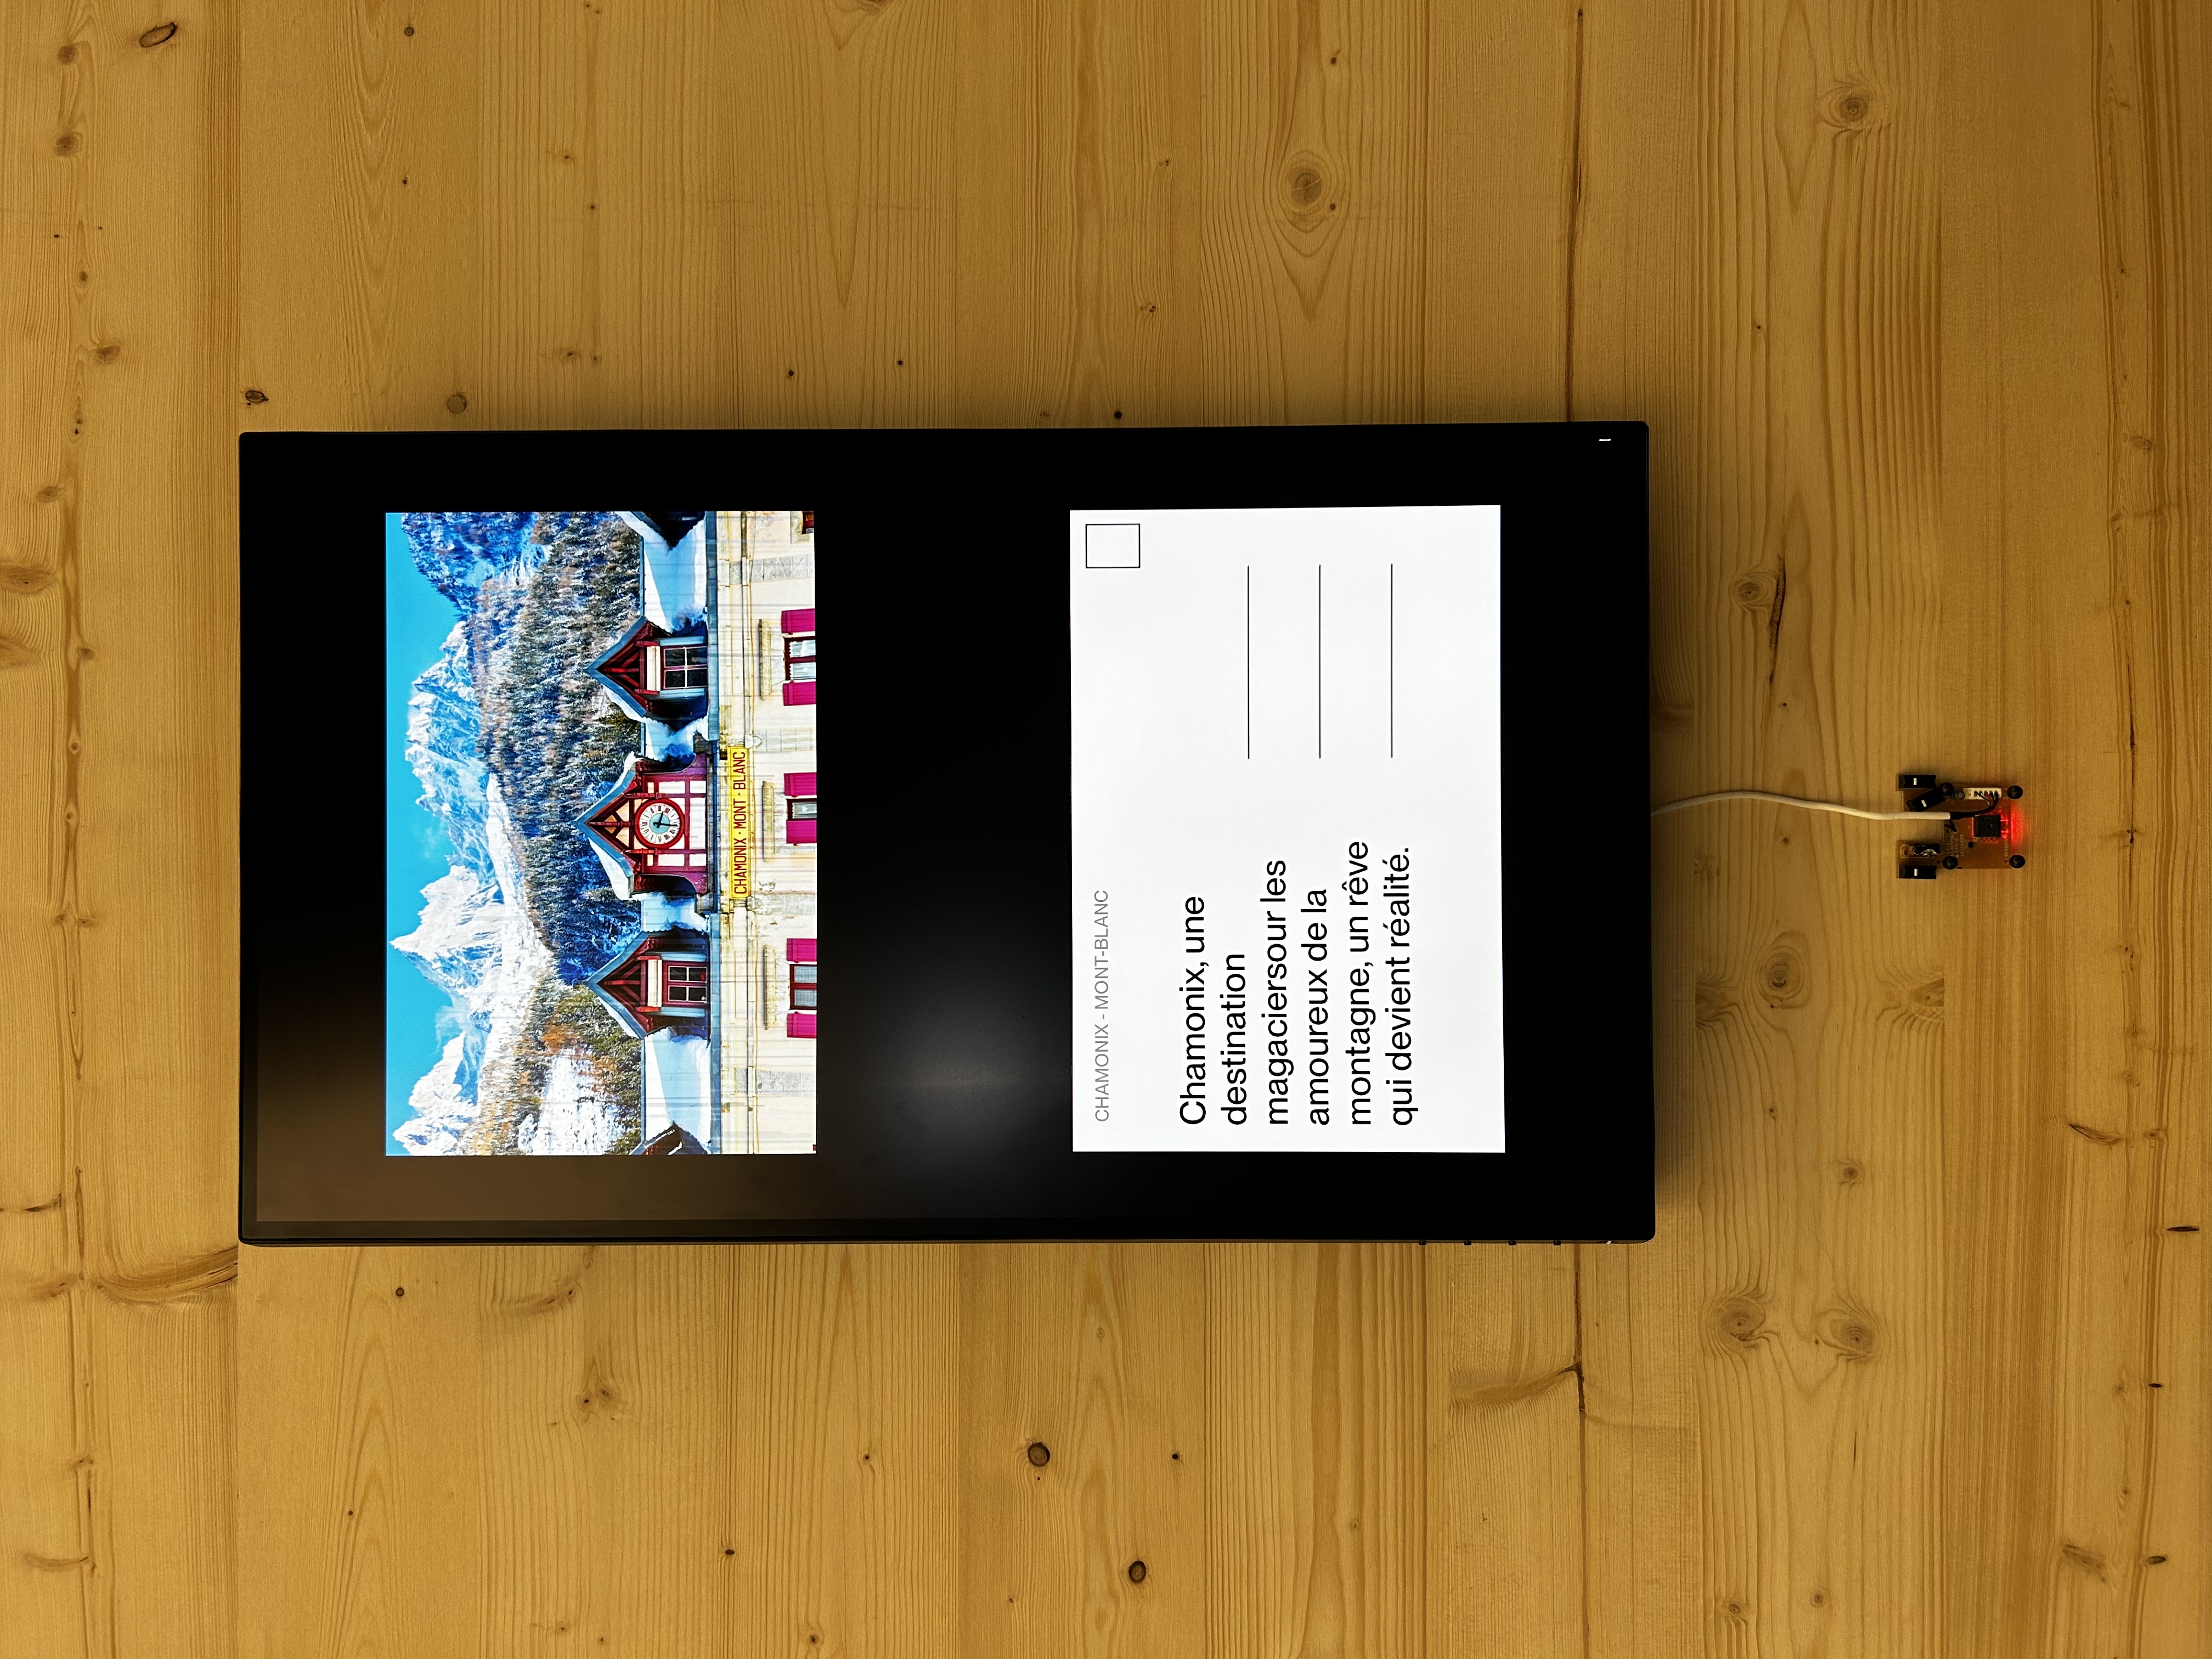 CHAMONIX - MONT - BLANC
CHAMONIX - MONT-BLANC
Chamonix, une
destination
magaciersour les
amoureux de la
montagne, un rêve
qui devient réalité.